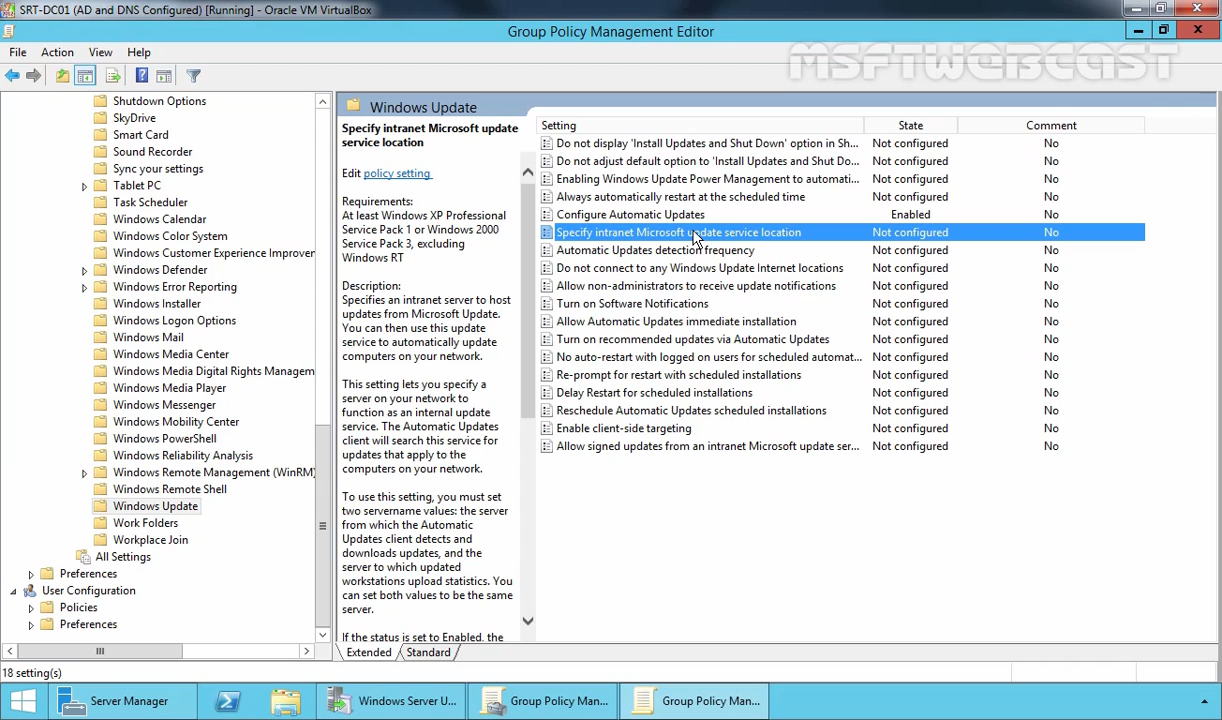 SRT-DC01 (AD and DNS Configured) [Running] - Oracle VM VirtualBox
Group Policy Management Editor
File Action View Help
MSFTWEBCAST
Shutdown Options
SkyDrive
Smart Card
Sound Recorder
Sync your settings
Tablet PC
Task Scheduler
Windows Calendar
Windows Color System
Windows Customer Experience Improver
Windows Defender
Windows Error Reporting
Windows Installer
Windows Logon Options
Windows Mail
Windows Media Center
Windows Media Digital Rights Managem
Windows Media Player
Windows Messenger
Windows Mobility Center
Windows PowerShell
Windows Reliability Analysis
Windows Remote Management (WinRM)
Windows Remote Shell
Windows Update
Work Folders
Workplace Join
All Settings
Preferences
User Configuration
Policies
Preferences
Windows Update
Specify intranet Microsoft update
service location
Edit policy setting
Requirements:
At least Windows XP Professional
Service Pack 1 or Windows 2000
Service Pack 3, excluding
Windows RT
Description:
Specifies an intranet server to host
updates from Microsoft Update.
You can then use this update
service to automatically update
computers on your network.
This setting lets you specify a
server on your network to
function as an internal update
service. The Automatic Updates
client will search this service for
updates that apply to the
computers on your network.
To use this setting, you must set
two servername values: the server
from which the Automatic
Updates client detects and
downloads updates, and the
server to which updated
workstations upload statistics. You
can set both values to be the same
server.
If the status is set to Enabled, the
Setting State Comment
Do not display 'Install Updates and Shut Down' option in Sh... Not configured No
Do not adjust default option to 'Install Updates and Shut Do... Not configured No
Enabling Windows Update Power Management to automati... Not configured No
Always automatically restart at the scheduled time Not configured No
Configure Automatic Updates Enabled No
Specify intranet Microsoft update service location Not configured No
Automatic Updates detection frequency Not configured No
Do not connect to any Windows Update Internet locations Not configured No
Allow non-administrators to receive update notifications Not configured No
Turn on Software Notifications Not configured No
Allow Automatic Updates immediate installation Not configured No
Turn on recommended updates via Automatic Updates Not configured No
No auto-restart with logged on users for scheduled automat... Not configured No
Re-prompt for restart with scheduled installations Not configured No
Delay Restart for scheduled installations Not configured No
Reschedule Automatic Updates scheduled installations Not configured No
Enable client-side targeting Not configured No
Allow signed updates from an intranet Microsoft update ser... Not configured No
Extended Standard
18 setting(s)
Server Manager Windows Server U... Group Policy Man... Group Policy Man...